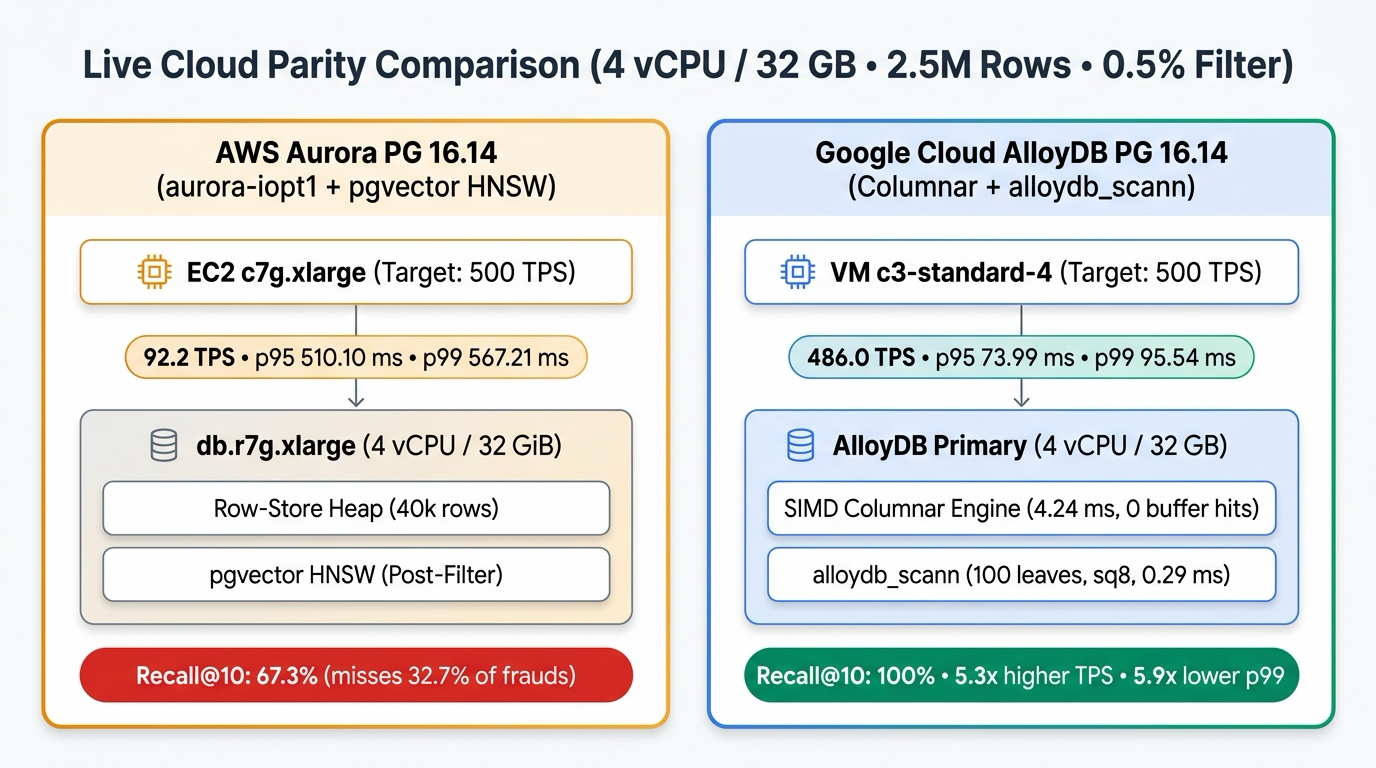 Live Cloud Parity Comparison (4 vCPU / 32 GB • 2.5M Rows • 0.5% Filter)
AWS Aurora PG 16.14
(aurora-iopt1 + pgvector HNSW)
EC2 c7g.xlarge (Target: 500 TPS)
92.2 TPS • p95 510.10 ms • p99 567.21 ms
db.r7g.xlarge (4 vCPU / 32 GiB)
Row-Store Heap (40k rows)
pgvector HNSW (Post-Filter)
Recall@10: 67.3% (misses 32.7% of frauds)
Google Cloud AlloyDB PG 16.14
(Columnar + alloydb_scann)
VM c3-standard-4 (Target: 500 TPS)
486.0 TPS • p95 73.99 ms • p99 95.54 ms
AlloyDB Primary (4 vCPU / 32 GB)
SIMD Columnar Engine (4.24 ms, 0 buffer hits)
alloydb_scann (100 leaves, sq8, 0.29 ms)
Recall@10: 100% • 5.3x higher TPS • 5.9x lower p99